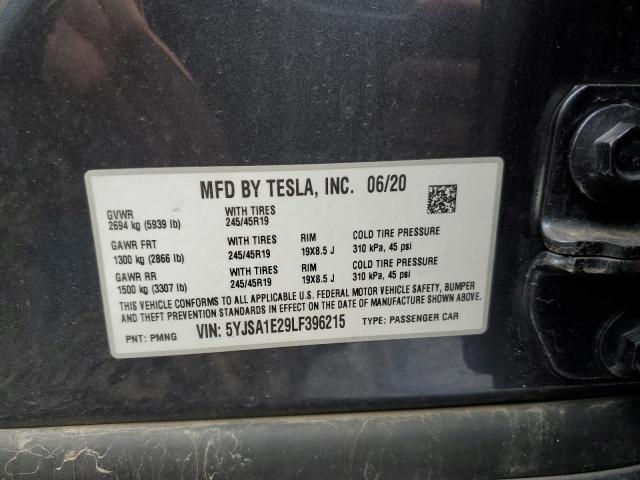 MFD BY TESLA, INC. 06/20
GVWR WITH TIRES
2694 kg (5939 lb) 245/45R19
GAWR FRT WITH TIRES RIM COLD TIRE PRESSURE
1300 kg (2866 lb) 245/45R19 19X8.5 J 310 kPa, 45 psi
GAWR RR WITH TIRES RIM COLD TIRE PRESSURE
1500 kg (3307 lb) 245/45R19 19X8.5 J 310 kPa, 45 psi
THIS VEHICLE CONFORMS TO ALL APPLICABLE U.S. FEDERAL MOTOR VEHICLE SAFETY, BUMPER
AND THEFT PREVENTION STANDARDS IN EFFECT ON THE DATE OF MANUFACTURE SHOWN ABOVE.
PNT: PMNG VIN: 5YJSA1E29LF396215 TYPE: PASSENGER CAR